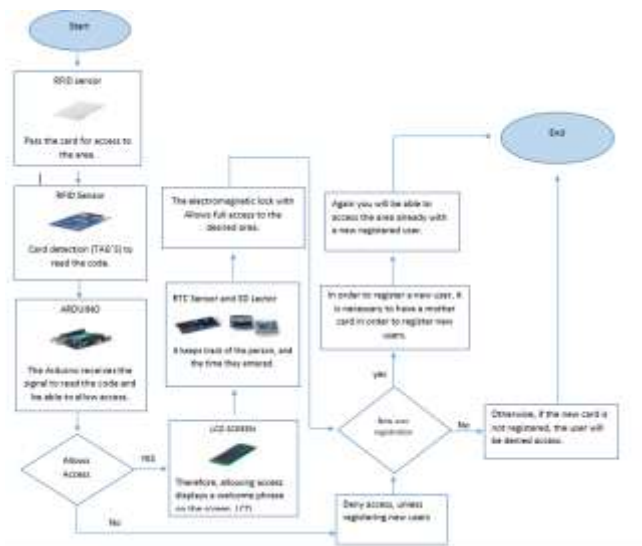 Start
RFID sensor
Pass the card for access to
the area.
RFID Sensor
Card detection (TAG'S) to
read the code.
ARDUINO
The Arduino receives the
signal to read the code and
be able to allow access.
Allows
Access
YES
No
LCD SCREEN
Therefore, allowing access
displays a welcome phrase
on the screen.
RTC Sensor and SD Lector
It keeps track of the person, and
the time they entered.
The electromagnetic lock with
Allows full access to the
desired area.
New user
registration
yes
No
In order to register a new user, it
is necessary to have a mother
card in order to register new
users.
Again you will be able to
access the area already with
a new registered user.
Deny access, unless
registering new users
Otherwise, if the new card is
not registered, the user will
be denied access.
End